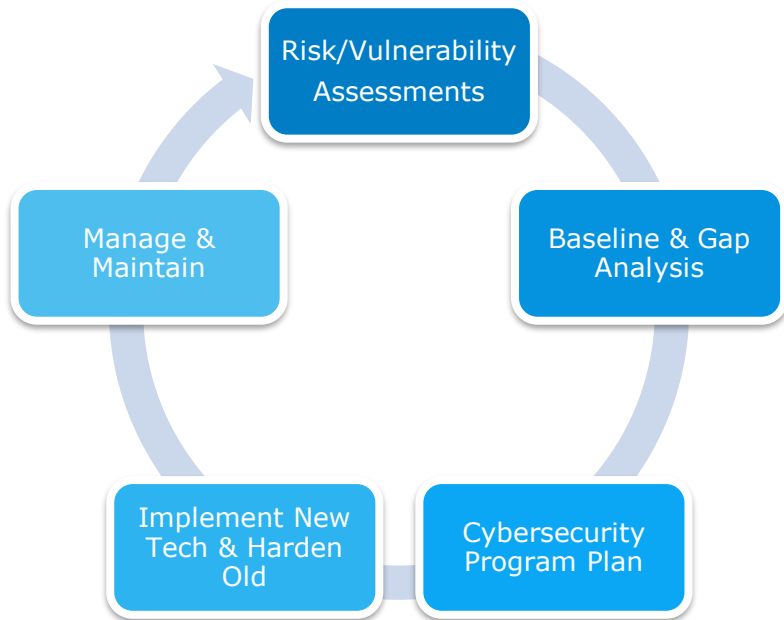 Risk/Vulnerability
Assessments
Baseline & Gap
Analysis
Cybersecurity
Program Plan
Implement New
Tech & Harden
Old
Manage &
Maintain